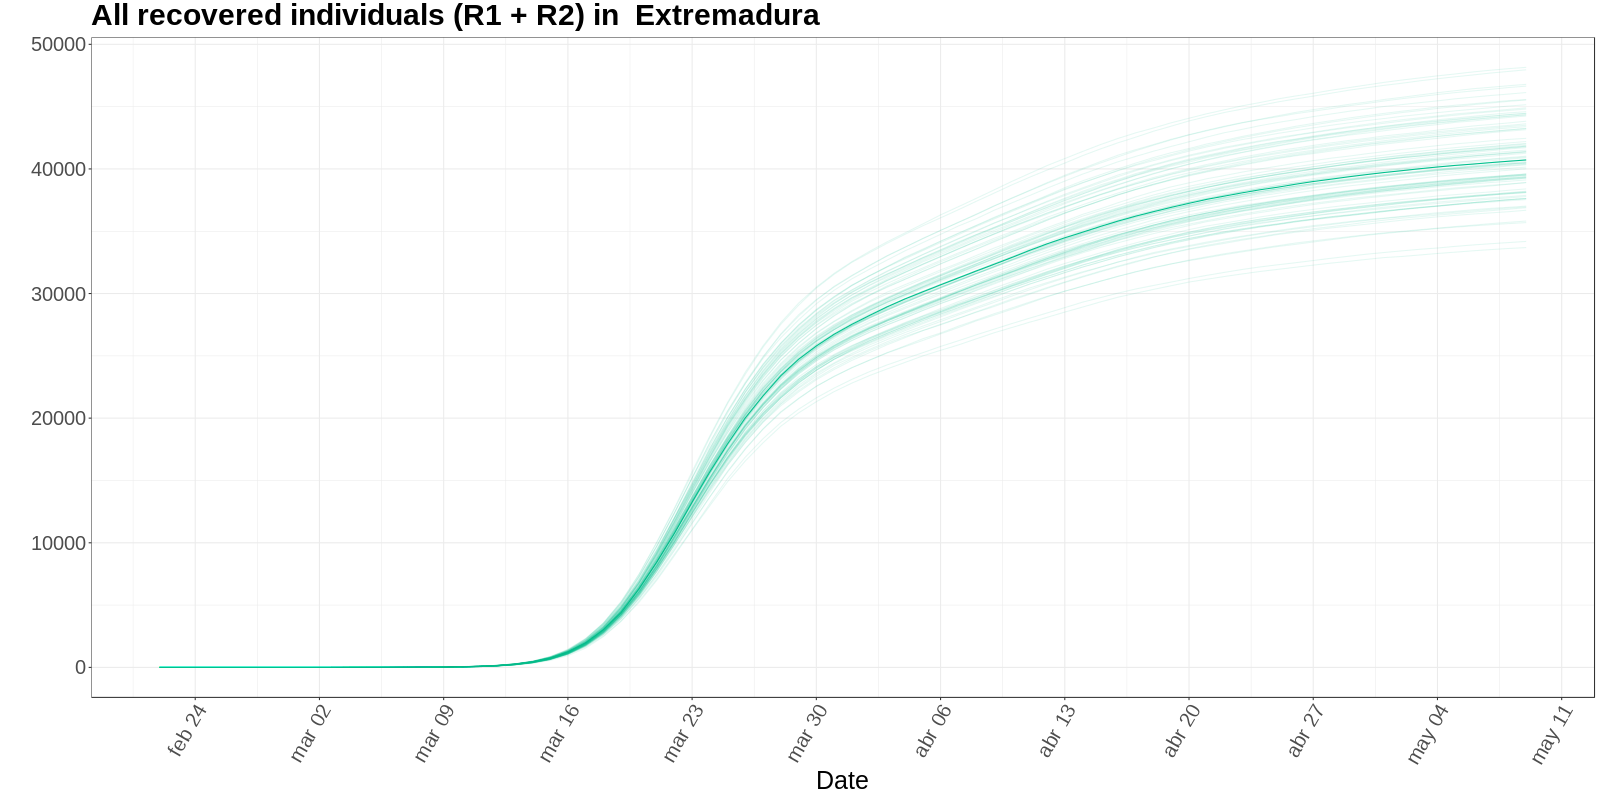 All recovered individuals (R1 + R2) in  Extremadura
50000
40000
30000
20000
10000
0
feb 24
mar 02
mar 09
mar 16
mar 23
mar 30
abr 06
abr 13
abr 20
abr 27
may 04
may 11
Date